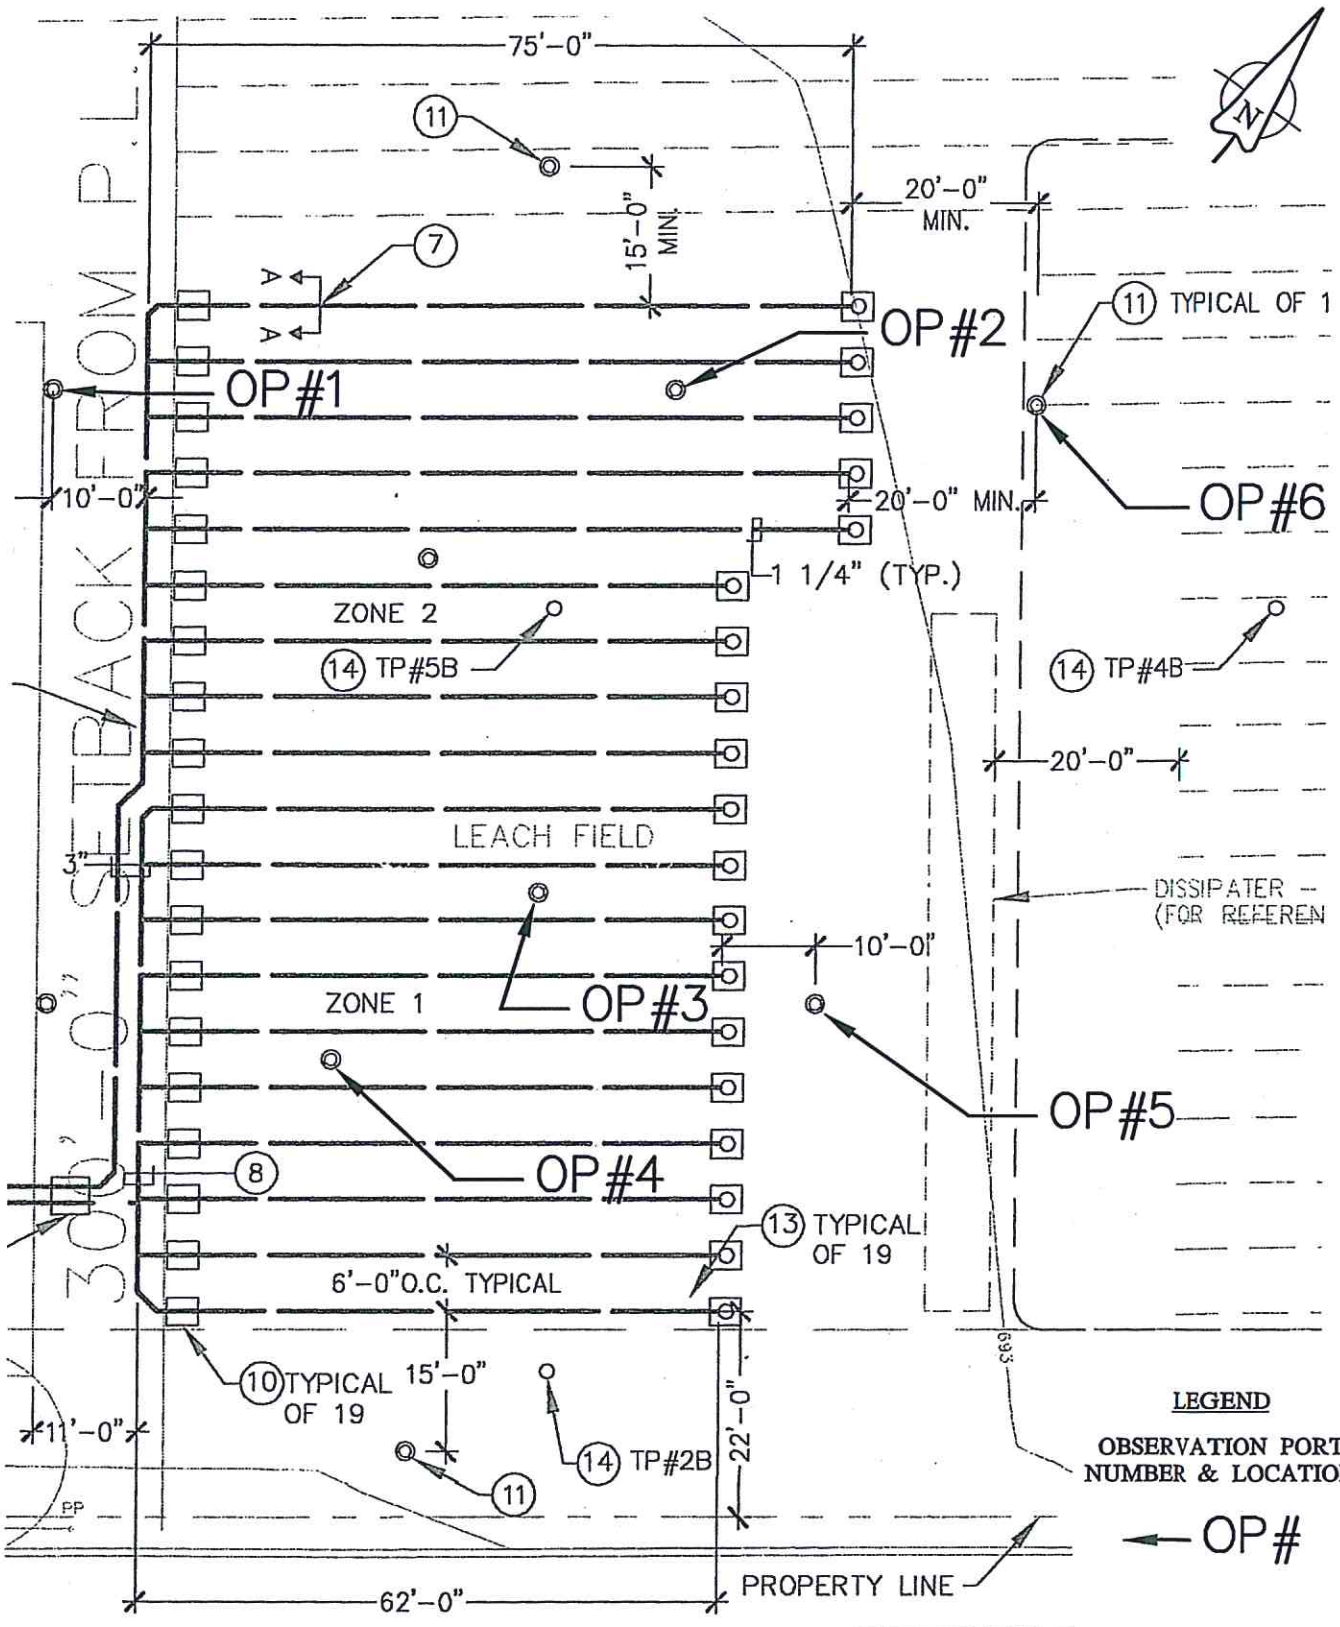 75'-0"
N
11
15'-0"
MIN.
20'-0"
MIN.
7
A
A
11 TYPICAL OF 1
OP#2
OP#1
10'-0"
20'-0" MIN.
OP#6
1 1/4" (TYP.)
ZONE 2
14 TP#5B
14 TP#4B
20'-0"
LEACH FIELD
3"
DISSIPATER -
(FOR REFEREN
10'-0"
ZONE 1
OP#3
OP#5
OP#4
8
13 TYPICAL
OF 19
6'-0"O.C. TYPICAL
10 TYPICAL
OF 19
15'-0"
22'-0"
693
11'-0"
14 TP#2B
11
PP
LEGEND
OBSERVATION PORT
NUMBER & LOCATIO
OP#
PROPERTY LINE
62'-0"
300'-0" SETBACK FROM P.L.